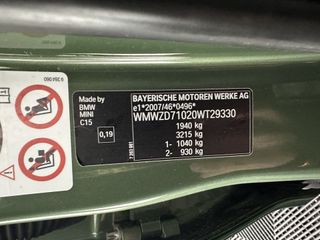 Made by
BMW
MINI
C15
0,19
BAYERISCHE MOTOREN WERKE AG
e1*2007/46*0496*
WMWZD71020WT29330
1940 kg
3215 kg
1- 1040 kg
2- 930 kg